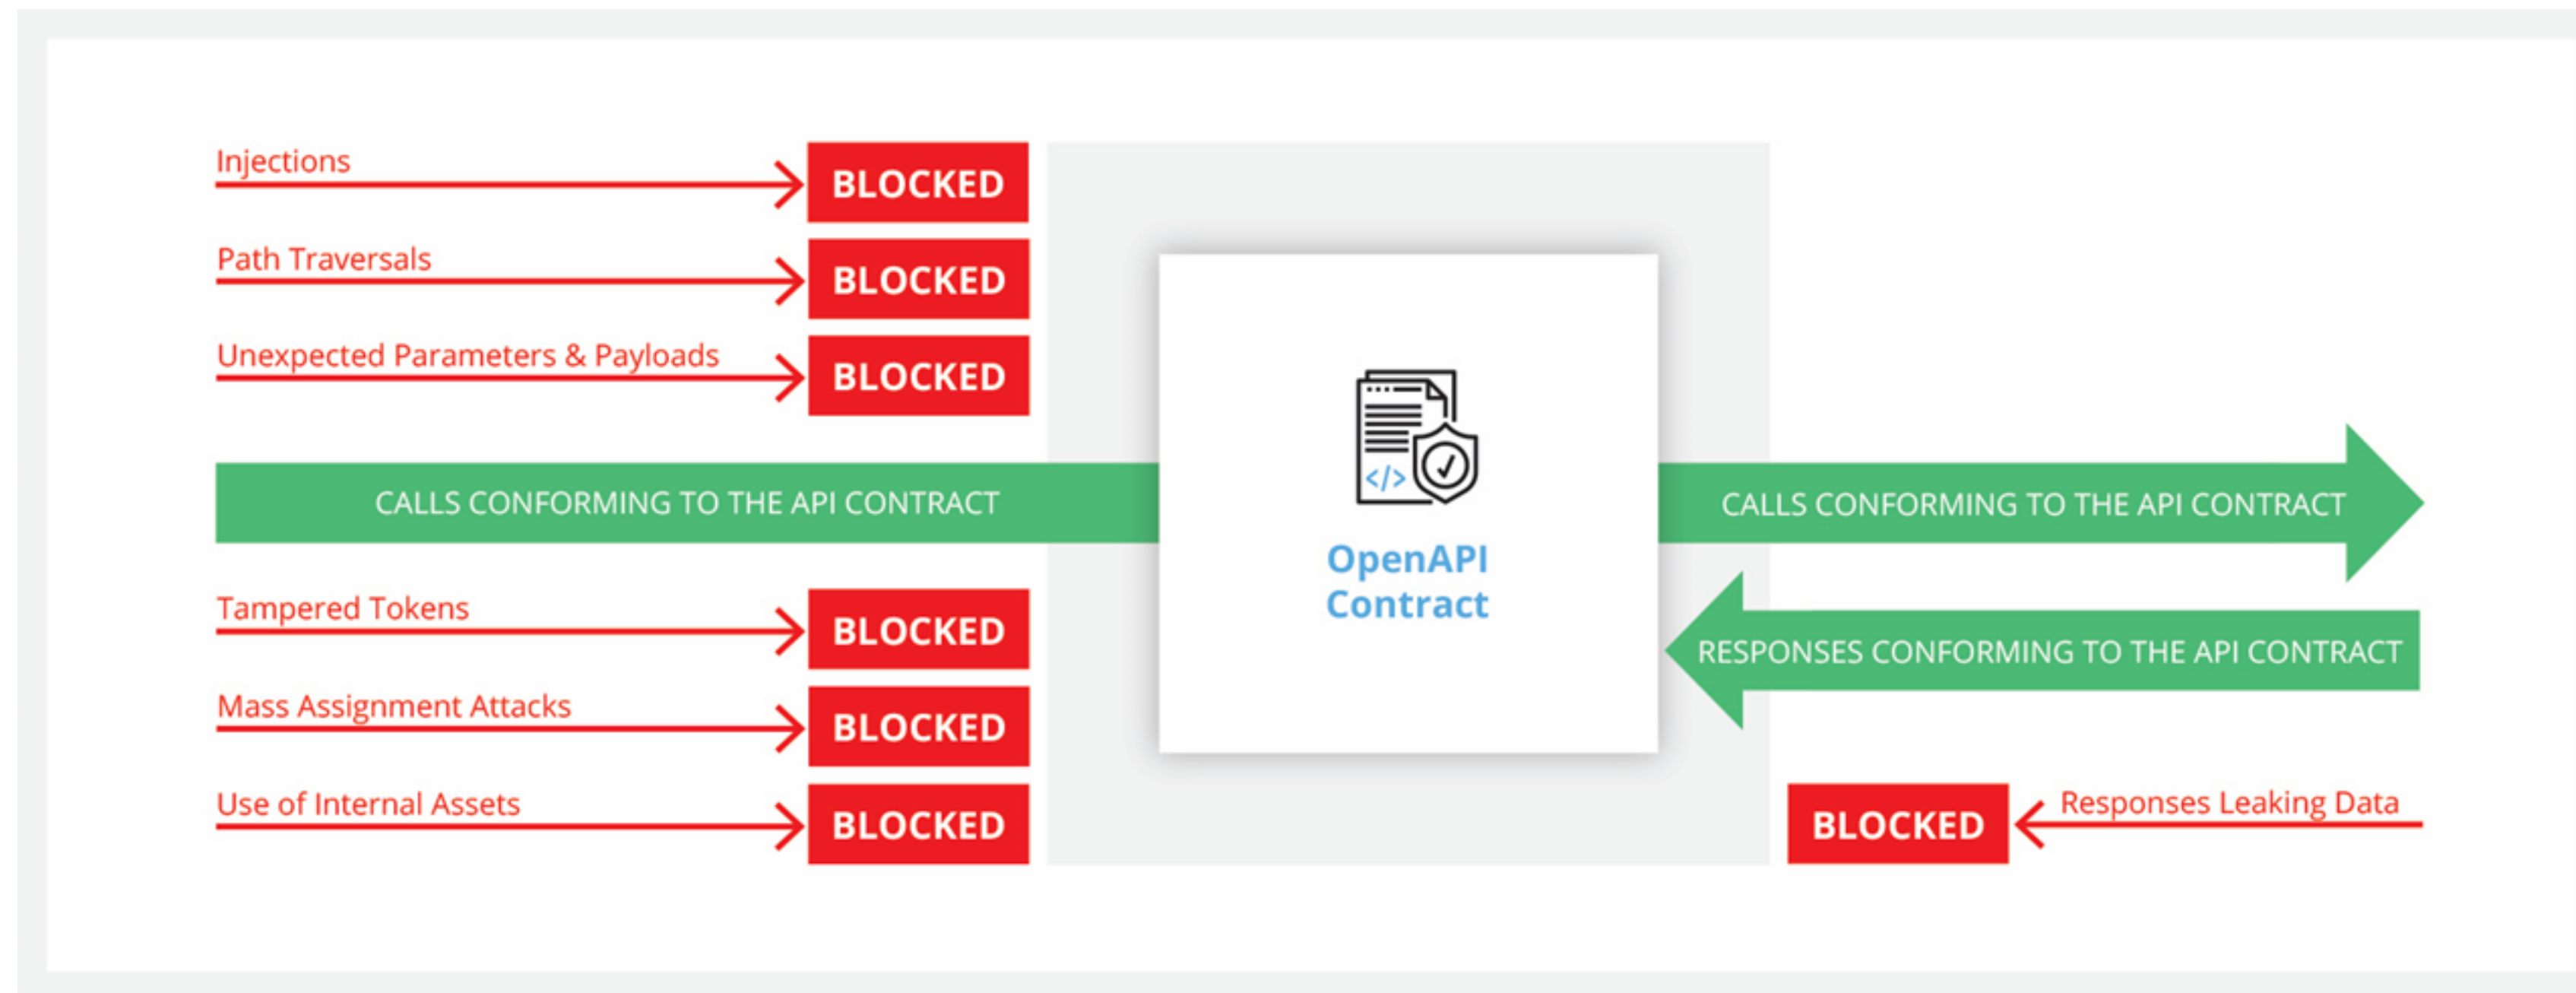 Injections
BLOCKED
Path Traversals
BLOCKED
Unexpected Parameters & Payloads
BLOCKED
CALLS CONFORMING TO THE API CONTRACT
Tampered Tokens
BLOCKED
Mass Assignment Attacks
BLOCKED
Use of Internal Assets
BLOCKED
</>
OpenAPI
Contract
CALLS CONFORMING TO THE API CONTRACT
RESPONSES CONFORMING TO THE API CONTRACT
BLOCKED
Responses Leaking Data